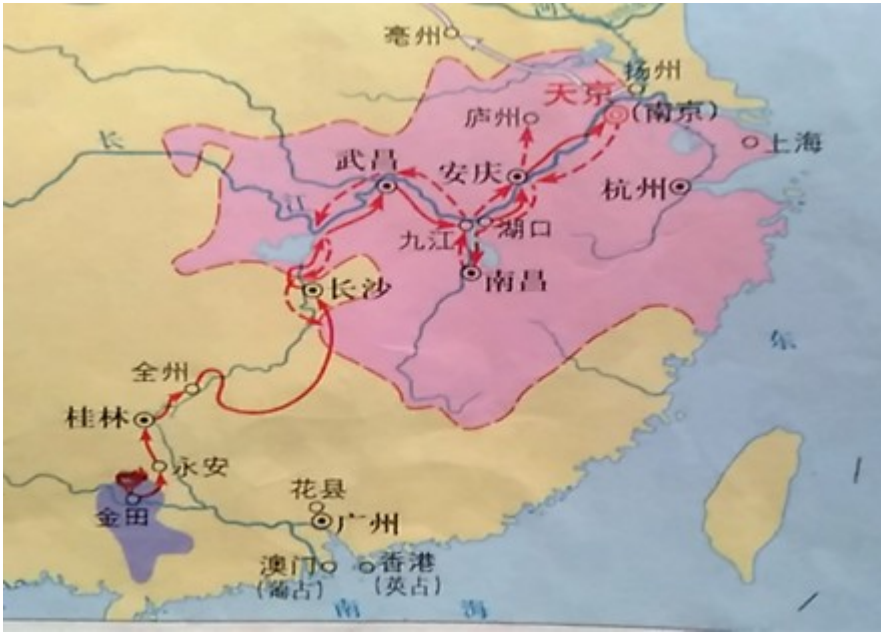 亳州
扬州
天京
(南京)
庐州
长
上海
武昌
安庆
杭州
江
九江
湖口
南昌
长沙
东
全州
桂林
永安
花县
金田
广州
澳门
(葡占)
香港
(英占)
南 海